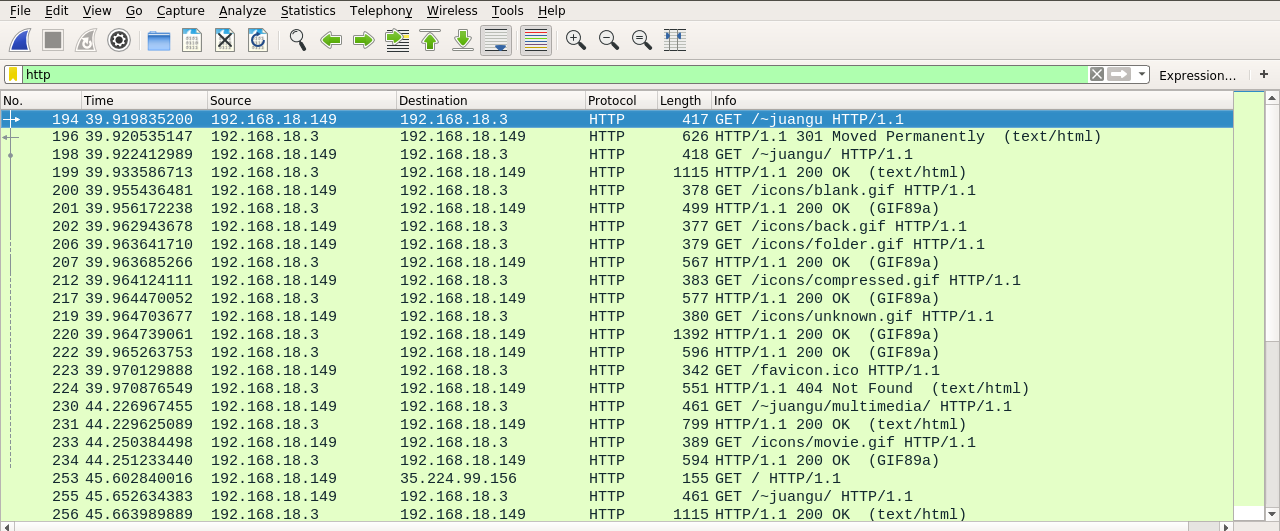 File Edit View Go Capture Analyze Statistics Telephony Wireless Tools Help
http Expression... +
No. Time Source Destination Protocol Length Info
194 39.919835200 192.168.18.149 192.168.18.3 HTTP 417 GET /~juangu HTTP/1.1
196 39.920535147 192.168.18.3 192.168.18.149 HTTP 626 HTTP/1.1 301 Moved Permanently (text/html)
198 39.922412989 192.168.18.149 192.168.18.3 HTTP 418 GET /~juangu/ HTTP/1.1
199 39.933586713 192.168.18.3 192.168.18.149 HTTP 1115 HTTP/1.1 200 OK (text/html)
200 39.955436481 192.168.18.149 192.168.18.3 HTTP 378 GET /icons/blank.gif HTTP/1.1
201 39.956172238 192.168.18.3 192.168.18.149 HTTP 499 HTTP/1.1 200 OK (GIF89a)
202 39.962943678 192.168.18.149 192.168.18.3 HTTP 377 GET /icons/back.gif HTTP/1.1
206 39.963641710 192.168.18.149 192.168.18.3 HTTP 379 GET /icons/folder.gif HTTP/1.1
207 39.963685266 192.168.18.3 192.168.18.149 HTTP 567 HTTP/1.1 200 OK (GIF89a)
212 39.964124111 192.168.18.149 192.168.18.3 HTTP 383 GET /icons/compressed.gif HTTP/1.1
217 39.964470052 192.168.18.3 192.168.18.149 HTTP 577 HTTP/1.1 200 OK (GIF89a)
219 39.964703677 192.168.18.149 192.168.18.3 HTTP 380 GET /icons/unknown.gif HTTP/1.1
220 39.964739061 192.168.18.3 192.168.18.149 HTTP 1392 HTTP/1.1 200 OK (GIF89a)
222 39.965263753 192.168.18.3 192.168.18.149 HTTP 596 HTTP/1.1 200 OK (GIF89a)
223 39.970129888 192.168.18.149 192.168.18.3 HTTP 342 GET /favicon.ico HTTP/1.1
224 39.970876549 192.168.18.3 192.168.18.149 HTTP 551 HTTP/1.1 404 Not Found (text/html)
230 44.226967455 192.168.18.149 192.168.18.3 HTTP 461 GET /~juangu/multimedia/ HTTP/1.1
231 44.229625089 192.168.18.3 192.168.18.149 HTTP 799 HTTP/1.1 200 OK (text/html)
233 44.250384498 192.168.18.149 192.168.18.3 HTTP 389 GET /icons/movie.gif HTTP/1.1
234 44.251233440 192.168.18.3 192.168.18.149 HTTP 594 HTTP/1.1 200 OK (GIF89a)
253 45.602840016 192.168.18.149 35.224.99.156 HTTP 155 GET / HTTP/1.1
255 45.652634383 192.168.18.149 192.168.18.3 HTTP 461 GET /~juangu/ HTTP/1.1
256 45.663989889 192.168.18.3 192.168.18.149 HTTP 1115 HTTP/1.1 200 OK (text/html)